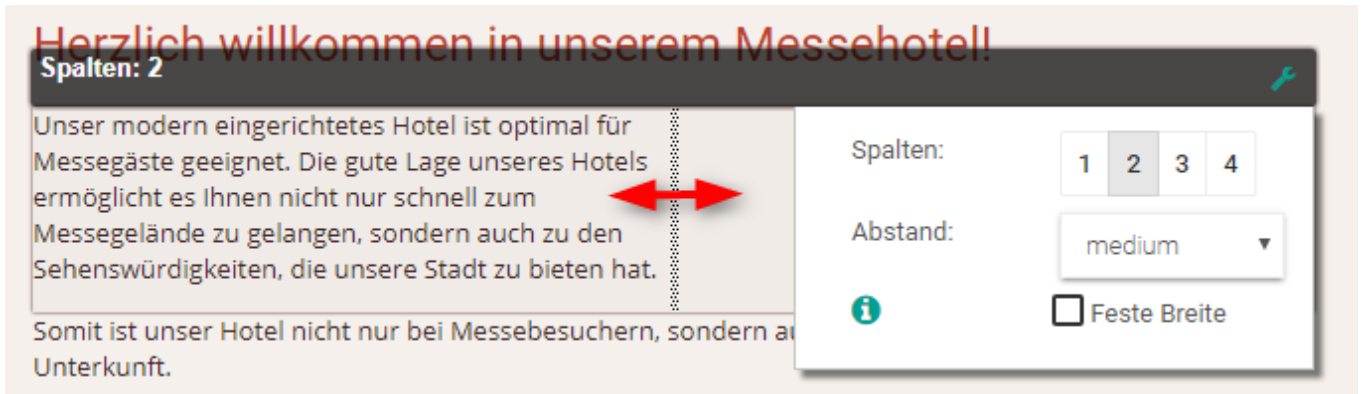 Herzlich willkommen in unserem Messehotel!
Spalten: 2
Unser modern eingerichtetes Hotel ist optimal für
Messegäste geeignet. Die gute Lage unseres Hotels
ermöglicht es Ihnen nicht nur schnell zum
Messegelände zu gelangen, sondern auch zu den
Sehenswürdigkeiten, die unsere Stadt zu bieten hat.
Somit ist unser Hotel nicht nur bei Messebesuchern, sondern
Unterkunft.
Spalten: 1 2 3 4
Abstand: medium
Feste Breite